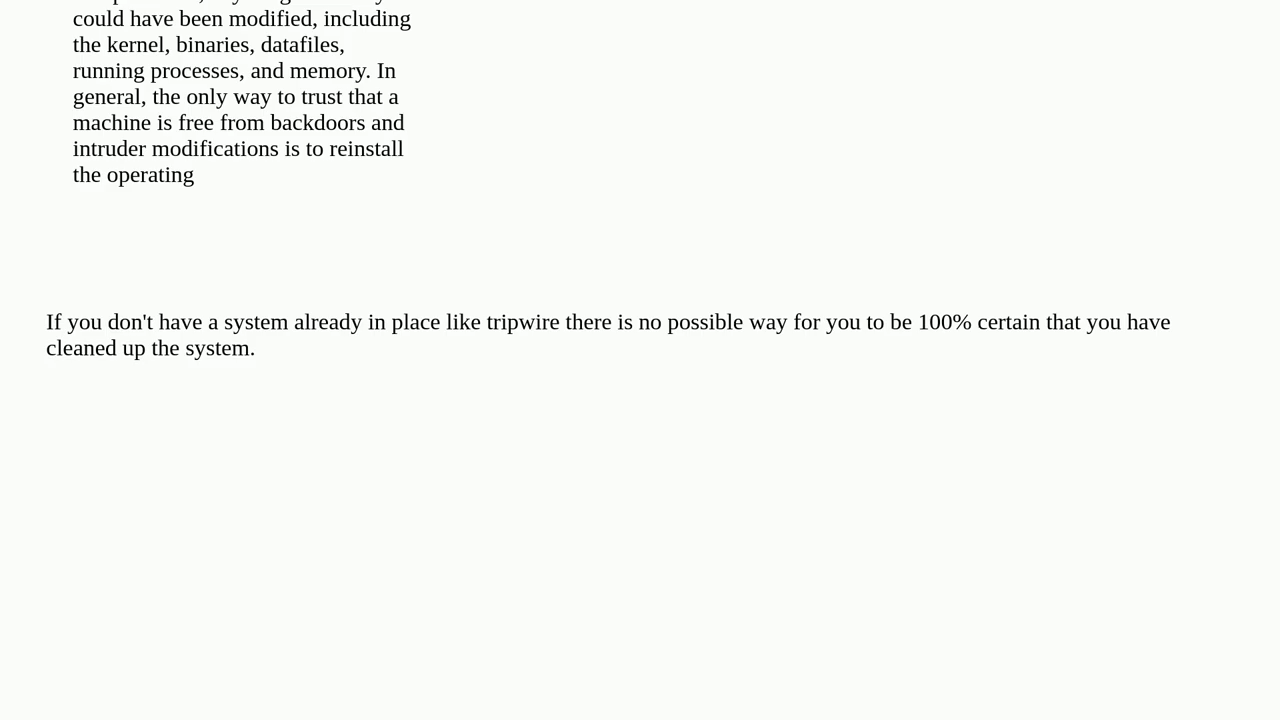 could have been modified, including
the kernel, binaries, datafiles,
running processes, and memory. In
general, the only way to trust that a
machine is free from backdoors and
intruder modifications is to reinstall
the operating
If you don't have a system already in place like tripwire there is no possible way for you to be 100% certain that you have
cleaned up the system.